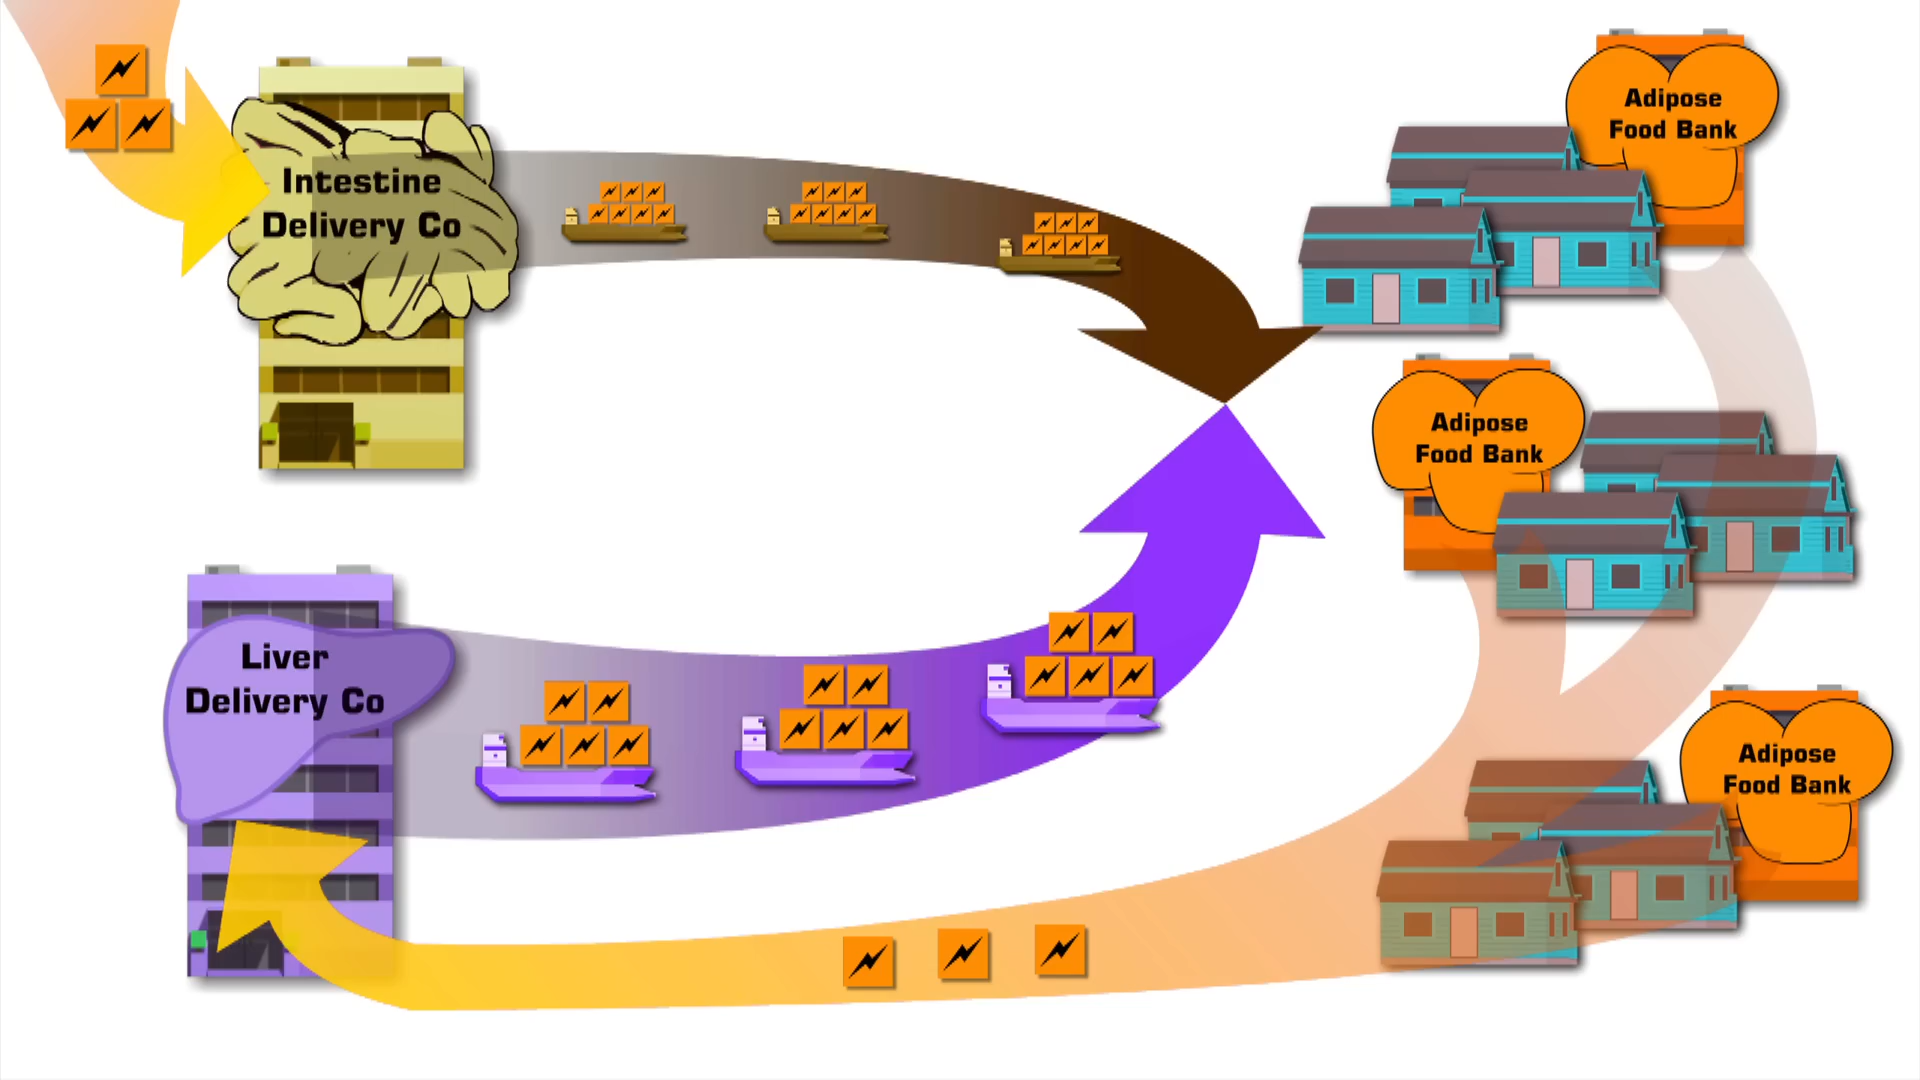 Intestine
Delivery Co
Adipose
Food Bank
Adipose
Food Bank
Liver
Delivery Co
Adipose
Food Bank